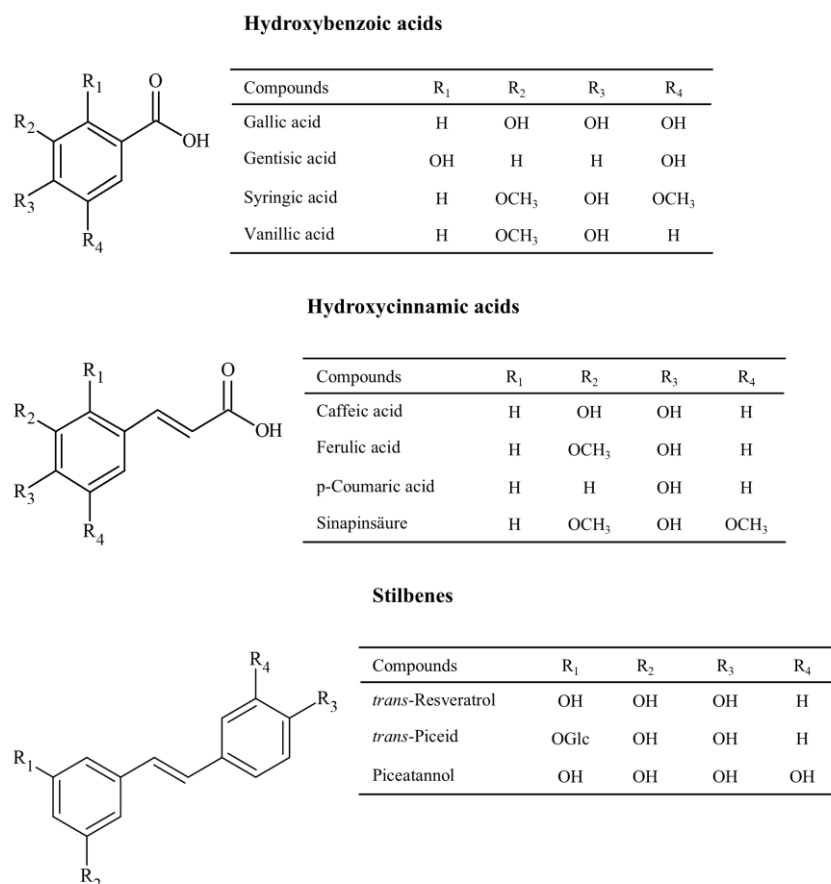 Hydroxybenzoic acids
R1
O
R2
OH
R3
R4
Compounds R1 R2 R3 R4
Gallic acid H OH OH OH
Gentisic acid OH H H OH
Syringic acid H OCH3 OH OCH3
Vanillic acid H OCH3 OH H
Hydroxycinnamic acids
R1
O
R2
OH
R3
R4
Compounds R1 R2 R3 R4
Caffeic acid H OH OH H
Ferulic acid H OCH3 OH H
p-Coumaric acid H H OH H
Sinapinsäure H OCH3 OH OCH3
Stilbenes
R4
R3
R1
R2
Compounds R1 R2 R3 R4
trans-Resveratrol OH OH OH H
trans-Piceid OGlc OH OH H
Piceatannol OH OH OH OH